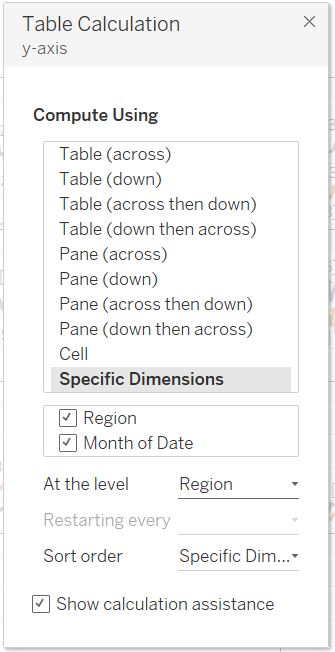 Table Calculation
y-axis
Compute Using
Table (across)
Table (down)
Table (across then down)
Table (down then across)
Pane (across)
Pane (down)
Pane (across then down)
Pane (down then across)
Cell
Specific Dimensions
Region
Month of Date
At the level Region
Restarting every
Sort order Specific Dim...
Show calculation assistance